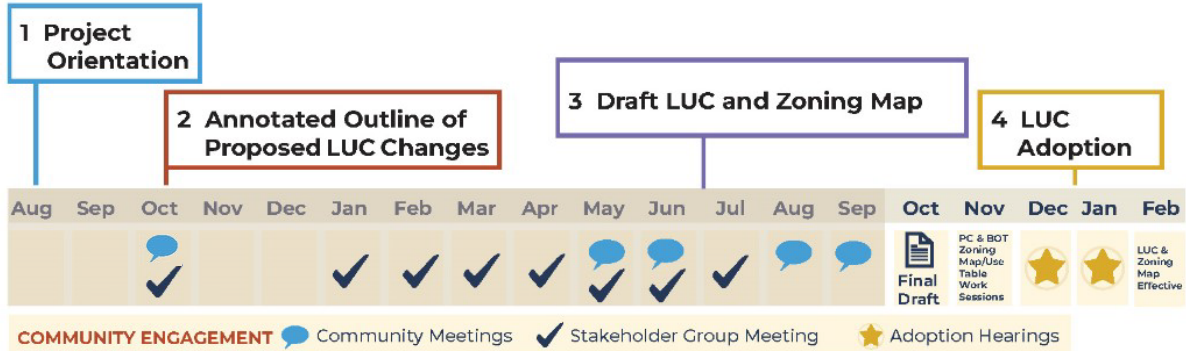 1 Project
Orientation
2 Annotated Outline of
Proposed LUC Changes
3 Draft LUC and Zoning Map
4 LUC
Adoption
Aug Sep Oct Nov Dec Jan Feb Mar Apr May Jun Jul Aug Sep Oct Nov Dec Jan Feb
Final
Draft
PC & BOT
Zoning
Map/Use
Table
Work
Sessions
LUC &
Zoning
Map
Effective
COMMUNITY ENGAGEMENT Community Meetings Stakeholder Group Meeting Adoption Hearings